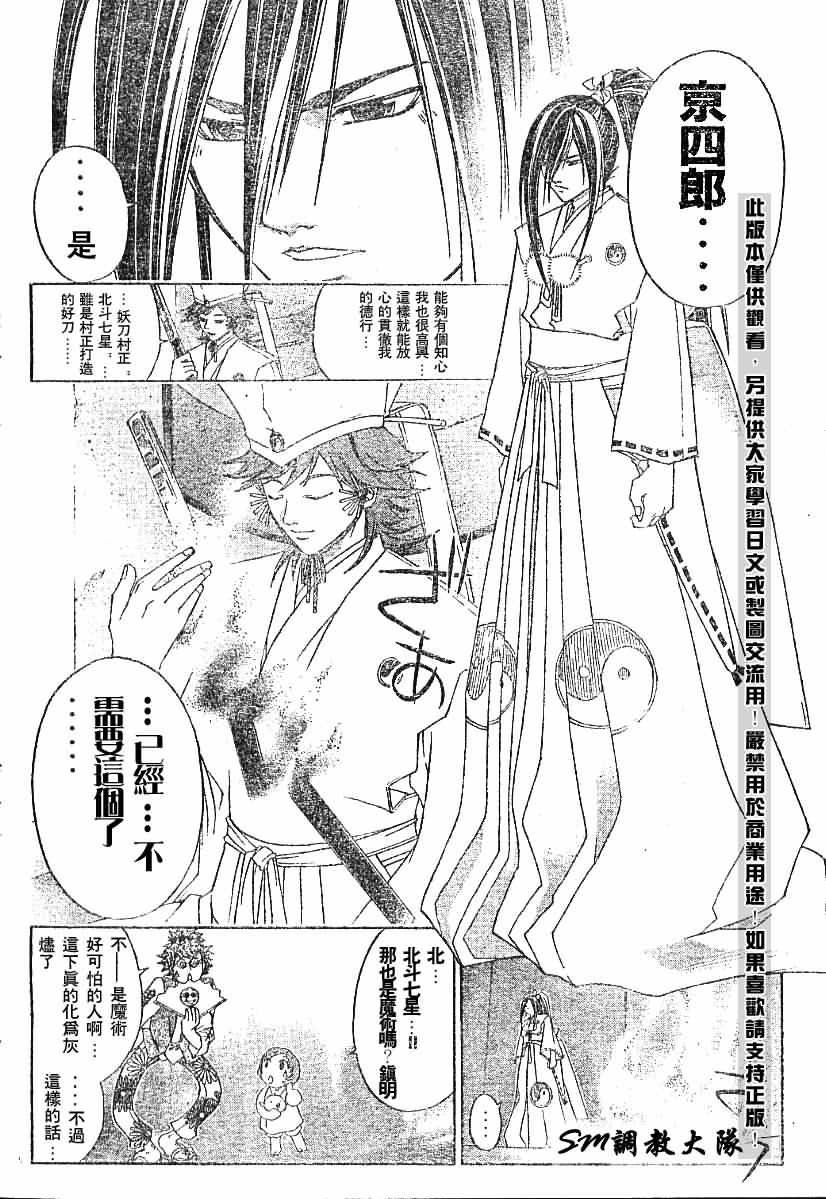 京四郎‥‥
‥‥是
能夠有個知心
我也很高興…
這樣就能放
心的貫徹我
的德行…
…妖刀村正。
北斗七星。…
雖是村正打造
的好刀……
ざあ
…已經…不
需要這個了
……
北…
北斗七星…!!
那也是魔術嗎?鎮明
不——是魔術
好可怕的人啊…
這下真的化為灰
燼了
‥‥不過
這樣的話…
‥‥
此版本僅供觀看，另提供大家學習日文或製圖交流用！嚴禁用於商業用途！如果喜歡請支持正版！
SM調教大隊